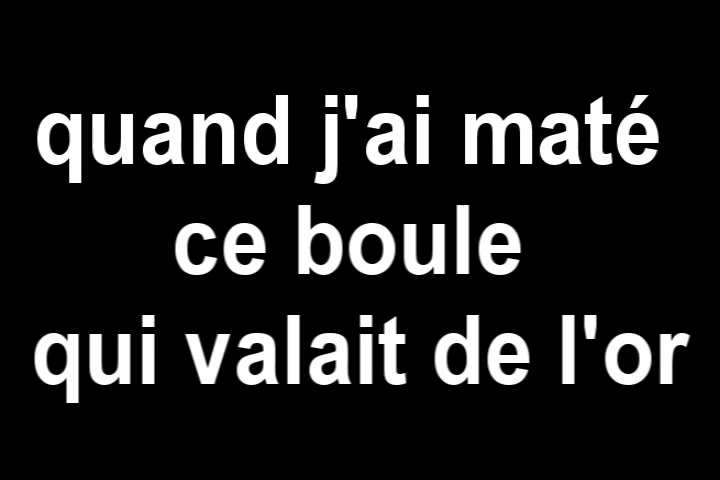 quand j'ai maté
ce boule
qui valait de l'or